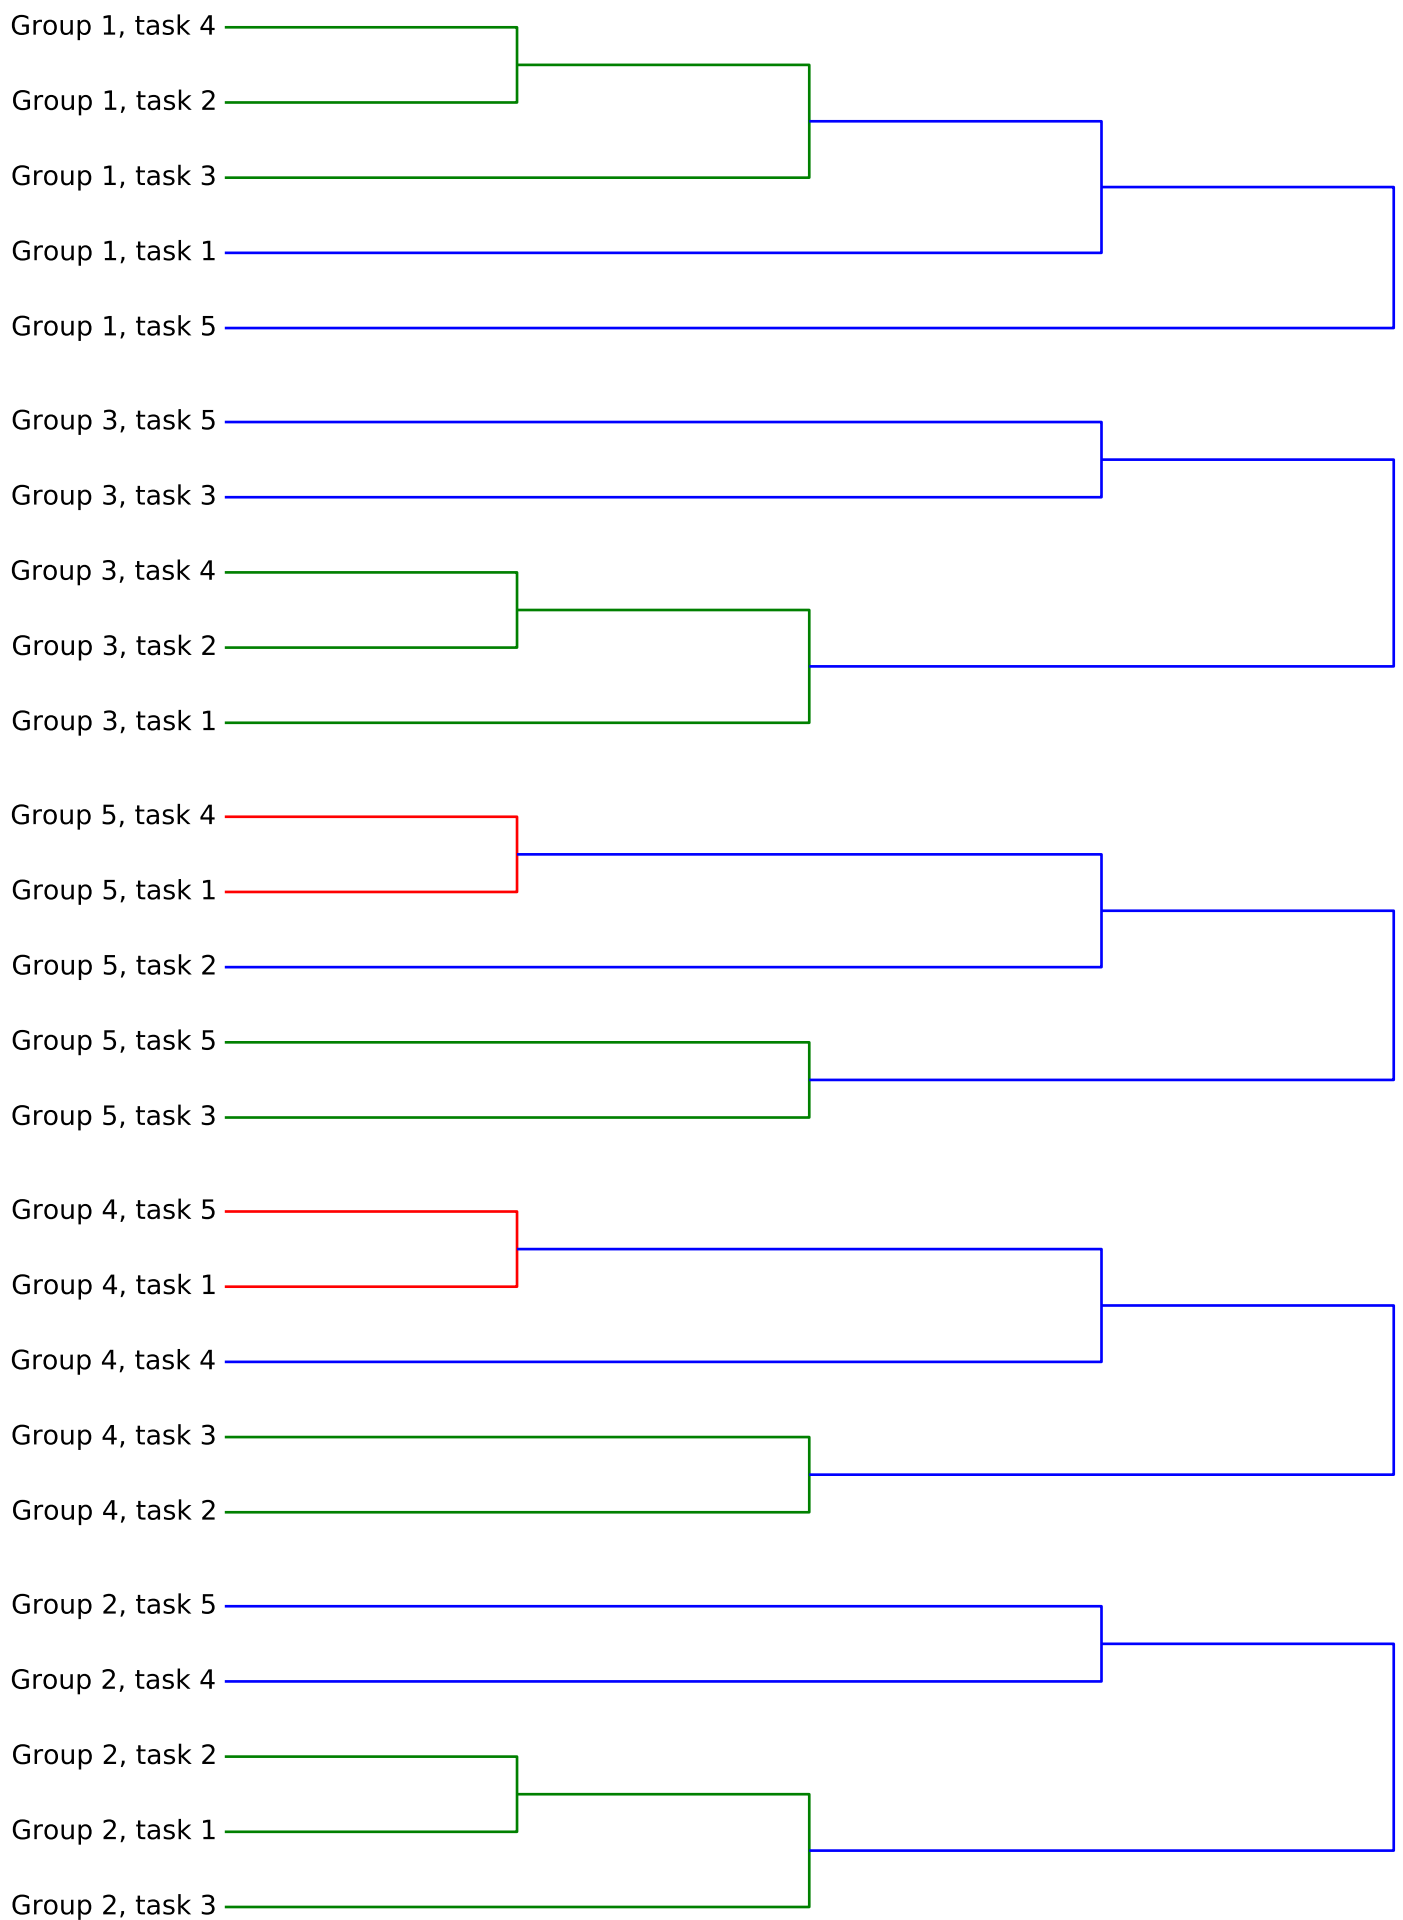 Group 1, task 4
Group 1, task 2
Group 1, task 3
Group 1, task 1
Group 1, task 5
Group 3, task 5
Group 3, task 3
Group 3, task 4
Group 3, task 2
Group 3, task 1
Group 5, task 4
Group 5, task 1
Group 5, task 2
Group 5, task 5
Group 5, task 3
Group 4, task 5
Group 4, task 1
Group 4, task 4
Group 4, task 3
Group 4, task 2
Group 2, task 5
Group 2, task 4
Group 2, task 2
Group 2, task 1
Group 2, task 3